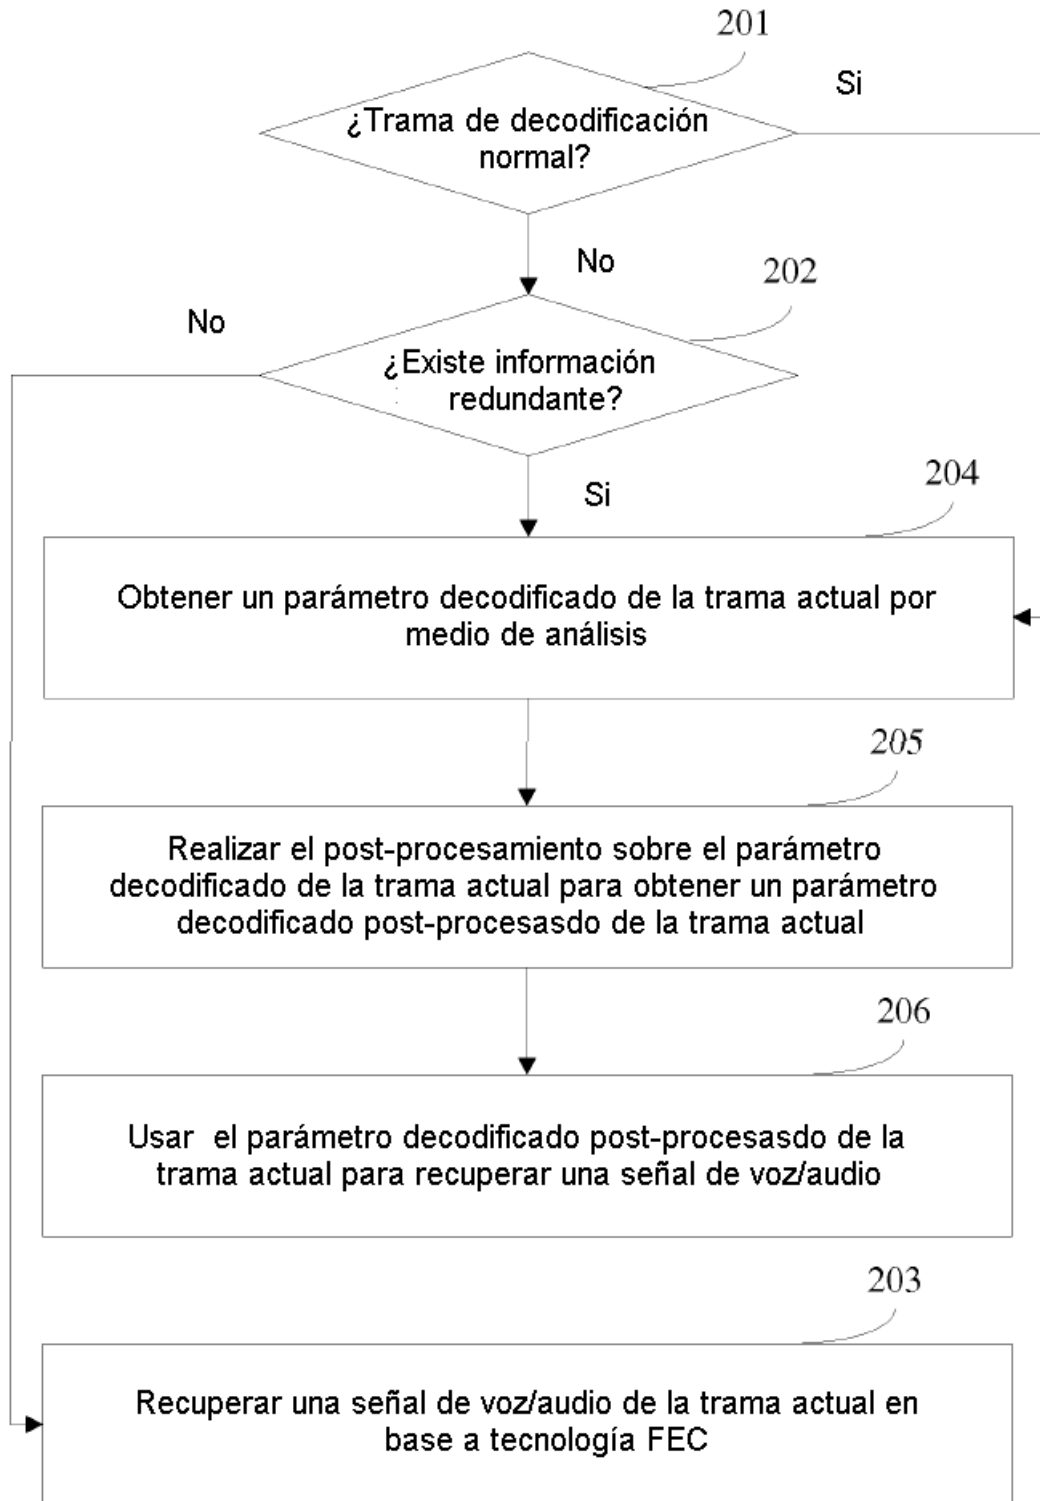 201
Si
¿Trama de decodificación
normal?
No
202
No
¿Existe información
redundante?
Si
204
Obtener un parámetro decodificado de la trama actual por
medio de análisis
205
Realizar el post-procesamiento sobre el parámetro
decodificado de la trama actual para obtener un parámetro
decodificado post-procesasdo de la trama actual
206
Usar el parámetro decodificado post-procesasdo de la
trama actual para recuperar una señal de voz/audio
203
Recuperar una señal de voz/audio de la trama actual en
base a tecnología FEC